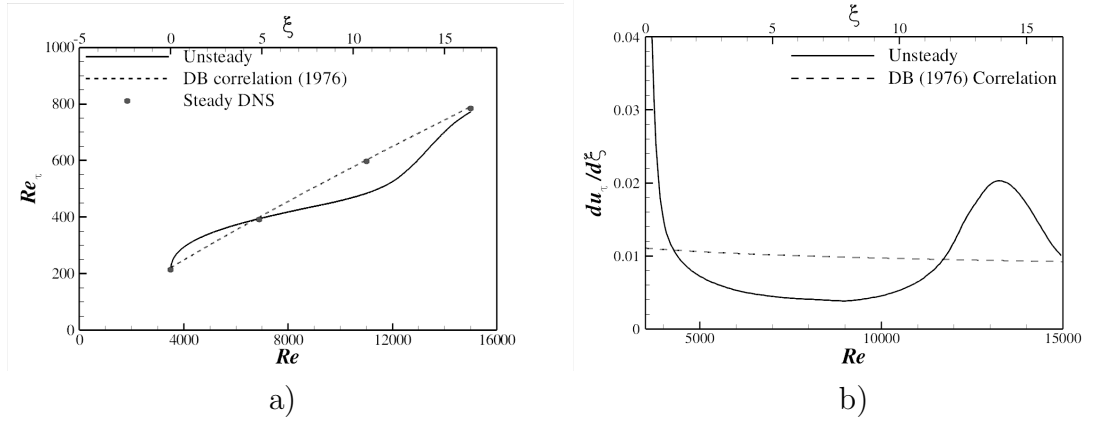 ξ
-5 0 5 10 15
1000
800
600
400
200
0
Re_τ
Unsteady
DB correlation (1976)
Steady DNS
0 4000 8000 12000 16000
Re
a)
ξ
0 5 10 15
0.04
0.03
0.02
0.01
0
du_τ/dξ
Unsteady
DB (1976) Correlation
5000 10000 15000
Re
b)